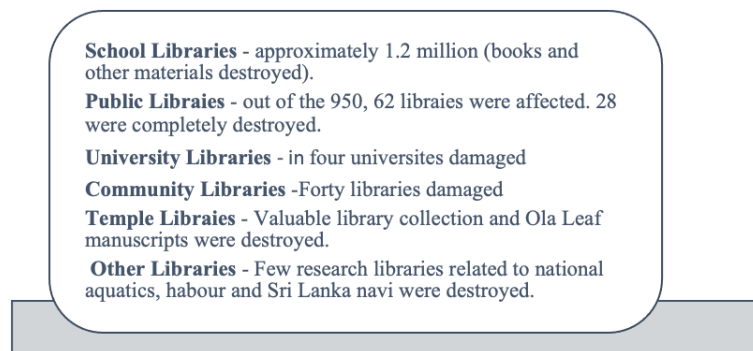 School Libraries - approximately 1.2 million (books and
other materials destroyed).
Public Libraies - out of the 950, 62 libraies were affected. 28
were completely destroyed.
University Libraries - in four universites damaged
Community Libraries -Forty libraries damaged
Temple Libraies - Valuable library collection and Ola Leaf
manuscripts were destroyed.
Other Libraries - Few research libraries related to national
aquatics, habour and Sri Lanka navi were destroyed.